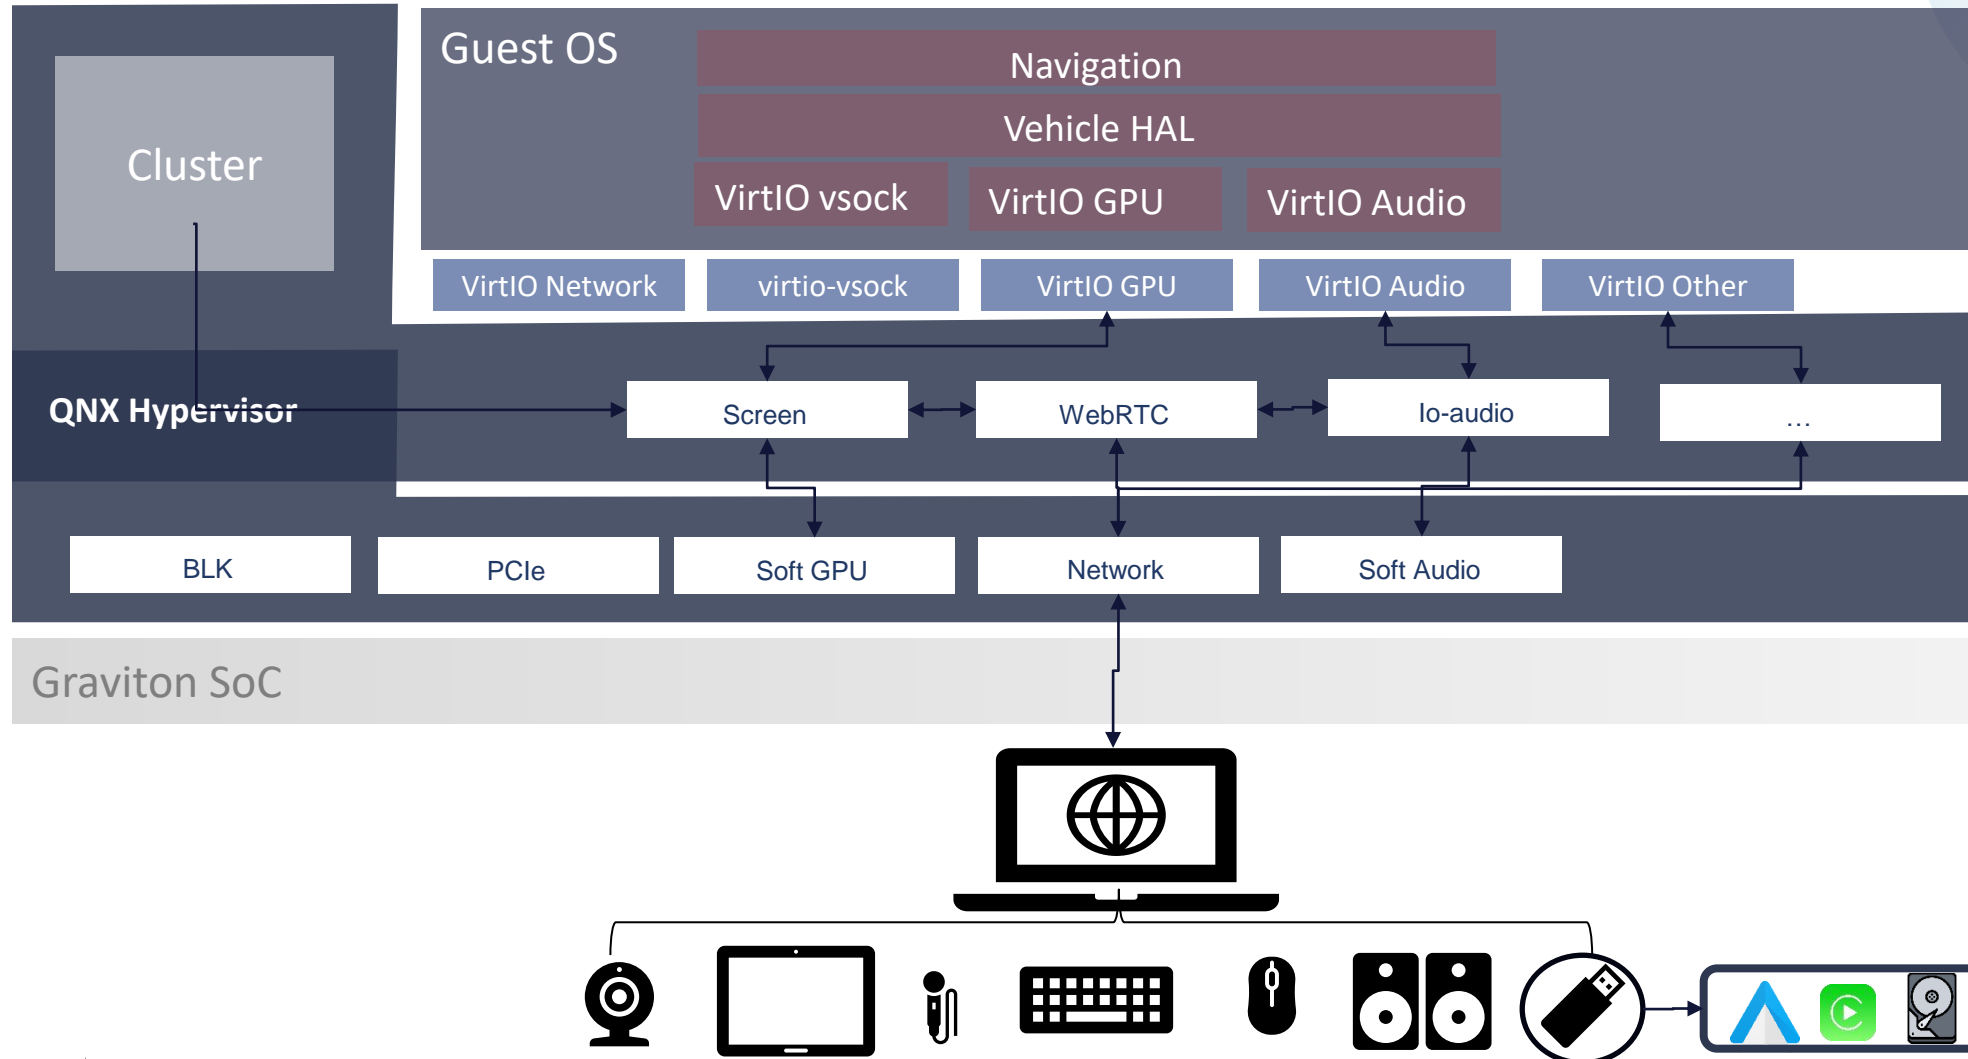 Guest OS
Navigation
Cluster
Vehicle HAL
VirtIO vsock
VirtIO GPU
VirtIO Audio
VirtIO Network
virtio-vsock
VirtIO GPU
VirtIO Audio
VirtIO Other
QNX Hypervisor
Screen
WebRTC
Io-audio
...
BLK
PCIe
Soft GPU
Network
Soft Audio
Graviton SoC